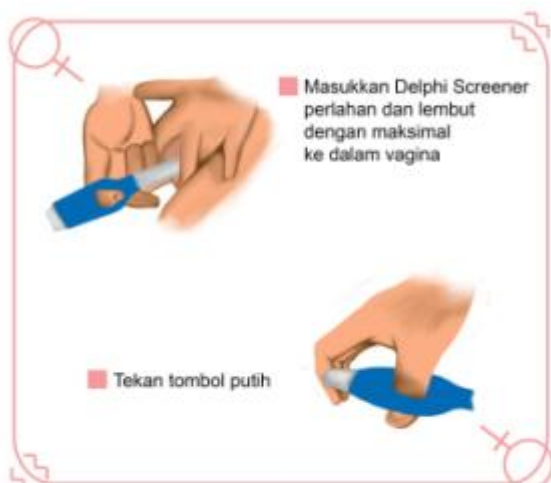 Masukkan Delphi Screener
perlahan dan lembut
dengan maksimal
ke dalam vagina
Tekan tombol putih